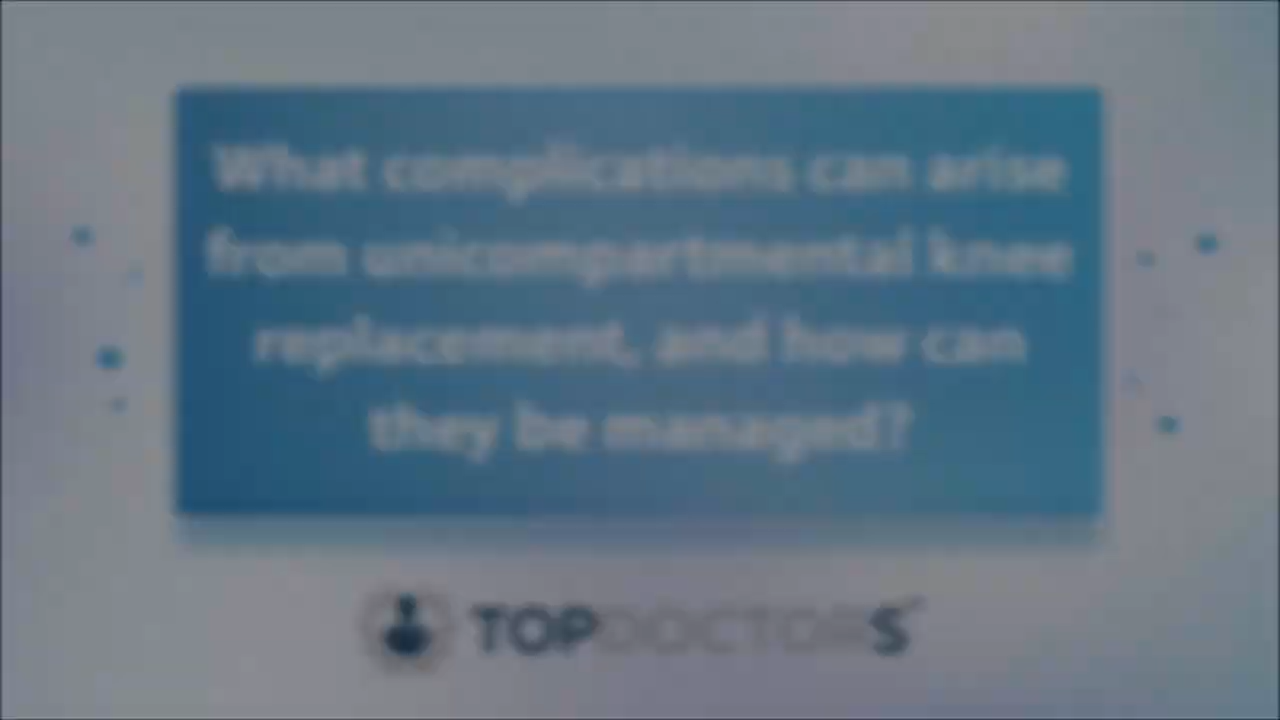 What complications can arise
from unicompartmental knee
replacement, and how can
they be managed?
TOPDOCTORS